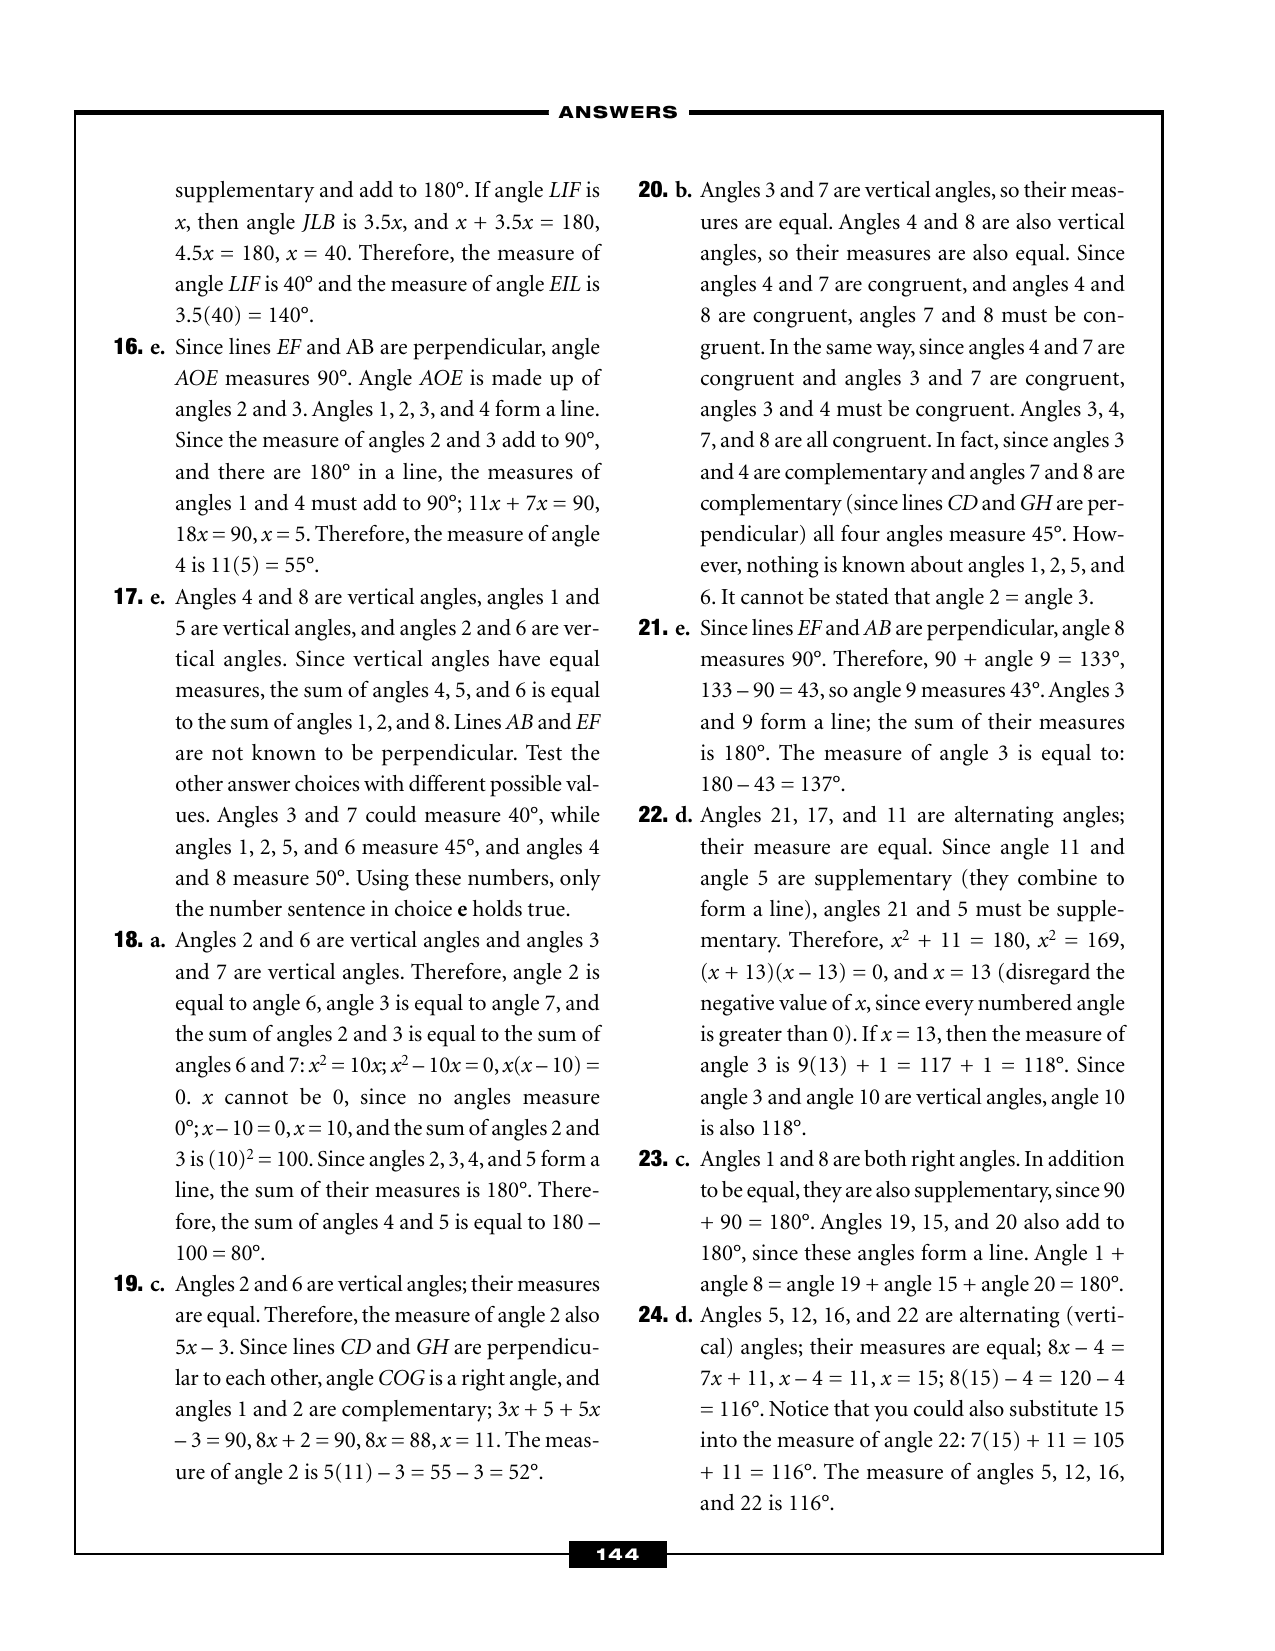 ANSWERS
supplementary and add to 180°. If angle LIF is
x, then angle JLB is 3.5x, and x + 3.5x = 180,
4.5x = 180, x = 40. Therefore, the measure of
angle LIF is 40° and the measure of angle EIL is
3.5(40) = 140°.
16. e. Since lines EF and AB are perpendicular, angle
AOE measures 90°. Angle AOE is made up of
angles 2 and 3. Angles 1, 2, 3, and 4 form a line.
Since the measure of angles 2 and 3 add to 90°,
and there are 180° in a line, the measures of
angles 1 and 4 must add to 90°; 11x + 7x = 90,
18x = 90, x = 5. Therefore, the measure of angle
4 is 11(5) = 55°.
17. e. Angles 4 and 8 are vertical angles, angles 1 and
5 are vertical angles, and angles 2 and 6 are ver-
tical angles. Since vertical angles have equal
measures, the sum of angles 4, 5, and 6 is equal
to the sum of angles 1, 2, and 8. Lines AB and EF
are not known to be perpendicular. Test the
other answer choices with different possible val-
ues. Angles 3 and 7 could measure 40°, while
angles 1, 2, 5, and 6 measure 45°, and angles 4
and 8 measure 50°. Using these numbers, only
the number sentence in choice e holds true.
18. a. Angles 2 and 6 are vertical angles and angles 3
and 7 are vertical angles. Therefore, angle 2 is
equal to angle 6, angle 3 is equal to angle 7, and
the sum of angles 2 and 3 is equal to the sum of
angles 6 and 7: x² = 10x; x² – 10x = 0, x(x – 10) =
0. x cannot be 0, since no angles measure
0°; x – 10 = 0, x = 10, and the sum of angles 2 and
3 is (10)² = 100. Since angles 2, 3, 4, and 5 form a
line, the sum of their measures is 180°. There-
fore, the sum of angles 4 and 5 is equal to 180 –
100 = 80°.
19. c. Angles 2 and 6 are vertical angles; their measures
are equal. Therefore, the measure of angle 2 also
5x – 3. Since lines CD and GH are perpendicu-
lar to each other, angle COG is a right angle, and
angles 1 and 2 are complementary; 3x + 5 + 5x
– 3 = 90, 8x + 2 = 90, 8x = 88, x = 11. The meas-
ure of angle 2 is 5(11) – 3 = 55 – 3 = 52°.
20. b. Angles 3 and 7 are vertical angles, so their meas-
ures are equal. Angles 4 and 8 are also vertical
angles, so their measures are also equal. Since
angles 4 and 7 are congruent, and angles 4 and
8 are congruent, angles 7 and 8 must be con-
gruent. In the same way, since angles 4 and 7 are
congruent and angles 3 and 7 are congruent,
angles 3 and 4 must be congruent. Angles 3, 4,
7, and 8 are all congruent. In fact, since angles 3
and 4 are complementary and angles 7 and 8 are
complementary (since lines CD and GH are per-
pendicular) all four angles measure 45°. How-
ever, nothing is known about angles 1, 2, 5, and
6. It cannot be stated that angle 2 = angle 3.
21. e. Since lines EF and AB are perpendicular, angle 8
measures 90°. Therefore, 90 + angle 9 = 133°,
133 – 90 = 43, so angle 9 measures 43°. Angles 3
and 9 form a line; the sum of their measures
is 180°. The measure of angle 3 is equal to:
180 – 43 = 137°.
22. d. Angles 21, 17, and 11 are alternating angles;
their measure are equal. Since angle 11 and
angle 5 are supplementary (they combine to
form a line), angles 21 and 5 must be supple-
mentary. Therefore, x² + 11 = 180, x² = 169,
(x + 13)(x – 13) = 0, and x = 13 (disregard the
negative value of x, since every numbered angle
is greater than 0). If x = 13, then the measure of
angle 3 is 9(13) + 1 = 117 + 1 = 118°. Since
angle 3 and angle 10 are vertical angles, angle 10
is also 118°.
23. c. Angles 1 and 8 are both right angles. In addition
to be equal, they are also supplementary, since 90
+ 90 = 180°. Angles 19, 15, and 20 also add to
180°, since these angles form a line. Angle 1 +
angle 8 = angle 19 + angle 15 + angle 20 = 180°.
24. d. Angles 5, 12, 16, and 22 are alternating (verti-
cal) angles; their measures are equal; 8x – 4 =
7x + 11, x – 4 = 11, x = 15; 8(15) – 4 = 120 – 4
= 116°. Notice that you could also substitute 15
into the measure of angle 22: 7(15) + 11 = 105
+ 11 = 116°. The measure of angles 5, 12, 16,
and 22 is 116°.
144